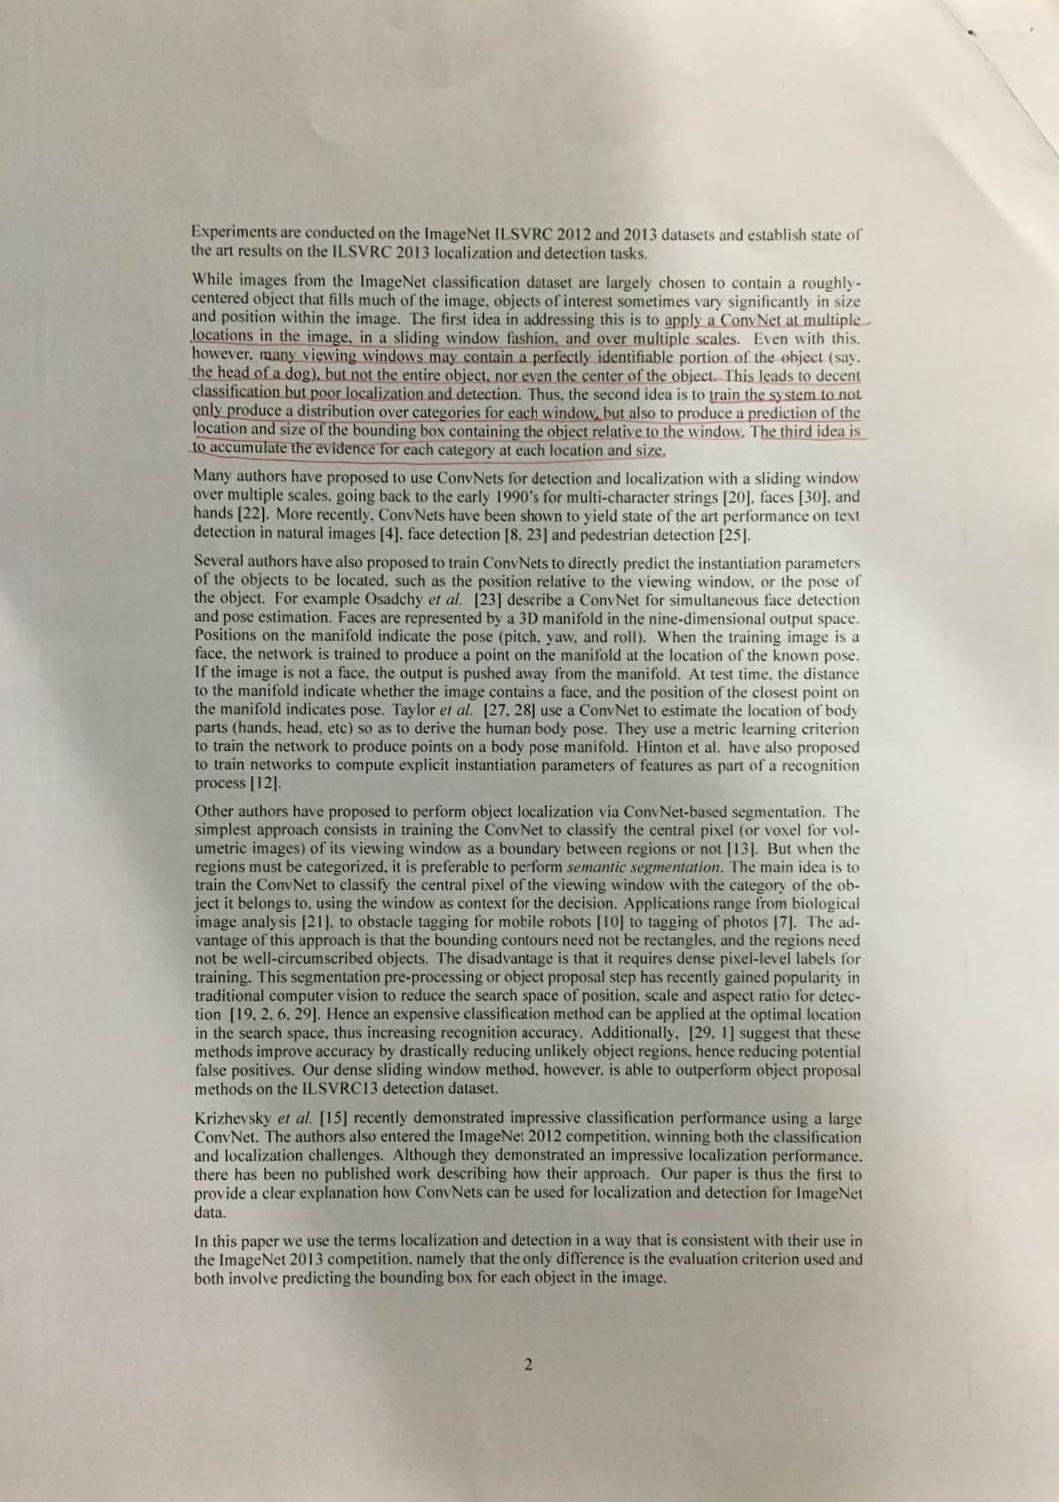 Experiments are conducted on the ImageNet ILSVRC 2012 and 2013 datasets and establish state of
the art results on the ILSVRC 2013 localization and detection tasks.
While images from the ImageNet classification dataset are largely chosen to contain a roughly-
centered object that fills much of the image, objects of interest sometimes vary significantly in size
and position within the image. The first idea in addressing this is to apply a ConvNet at multiple
locations in the image, in a sliding window fashion, and over multiple scales. Even with this,
however, many viewing windows may contain a perfectly identifiable portion of the object (say,
the head of a dog), but not the entire object, nor even the center of the object. This leads to decent
classification but poor localization and detection. Thus, the second idea is to train the system to not
only produce a distribution over categories for each window, but also to produce a prediction of the
location and size of the bounding box containing the object relative to the window. The third idea is
to accumulate the evidence for each category at each location and size.
Many authors have proposed to use ConvNets for detection and localization with a sliding window
over multiple scales, going back to the early 1990's for multi-character strings [20], faces [30], and
hands [22]. More recently, ConvNets have been shown to yield state of the art performance on text
detection in natural images [4], face detection [8, 23] and pedestrian detection [25].
Several authors have also proposed to train ConvNets to directly predict the instantiation parameters
of the objects to be located, such as the position relative to the viewing window, or the pose of
the object. For example Osadchy et al. [23] describe a ConvNet for simultaneous face detection
and pose estimation. Faces are represented by a 3D manifold in the nine-dimensional output space.
Positions on the manifold indicate the pose (pitch, yaw, and roll). When the training image is a
face, the network is trained to produce a point on the manifold at the location of the known pose.
If the image is not a face, the output is pushed away from the manifold. At test time, the distance
to the manifold indicate whether the image contains a face, and the position of the closest point on
the manifold indicates pose. Taylor et al. [27, 28] use a ConvNet to estimate the location of body
parts (hands, head, etc) so as to derive the human body pose. They use a metric learning criterion
to train the network to produce points on a body pose manifold. Hinton et al. have also proposed
to train networks to compute explicit instantiation parameters of features as part of a recognition
process [12].
Other authors have proposed to perform object localization via ConvNet-based segmentation. The
simplest approach consists in training the ConvNet to classify the central pixel (or voxel for vol-
umetric images) of its viewing window as a boundary between regions or not [13]. But when the
regions must be categorized, it is preferable to perform semantic segmentation. The main idea is to
train the ConvNet to classify the central pixel of the viewing window with the category of the ob-
ject it belongs to, using the window as context for the decision. Applications range from biological
image analysis [21], to obstacle tagging for mobile robots [10] to tagging of photos [7]. The ad-
vantage of this approach is that the bounding contours need not be rectangles, and the regions need
not be well-circumscribed objects. The disadvantage is that it requires dense pixel-level labels for
training. This segmentation pre-processing or object proposal step has recently gained popularity in
traditional computer vision to reduce the search space of position, scale and aspect ratio for detec-
tion [19, 2, 6, 29]. Hence an expensive classification method can be applied at the optimal location
in the search space, thus increasing recognition accuracy. Additionally, [29, 1] suggest that these
methods improve accuracy by drastically reducing unlikely object regions, hence reducing potential
false positives. Our dense sliding window method, however, is able to outperform object proposal
methods on the ILSVRC13 detection dataset.
Krizhevsky et al. [15] recently demonstrated impressive classification performance using a large
ConvNet. The authors also entered the ImageNet 2012 competition, winning both the classification
and localization challenges. Although they demonstrated an impressive localization performance,
there has been no published work describing how their approach. Our paper is thus the first to
provide a clear explanation how ConvNets can be used for localization and detection for ImageNet
data.
In this paper we use the terms localization and detection in a way that is consistent with their use in
the ImageNet 2013 competition, namely that the only difference is the evaluation criterion used and
both involve predicting the bounding box for each object in the image.
2